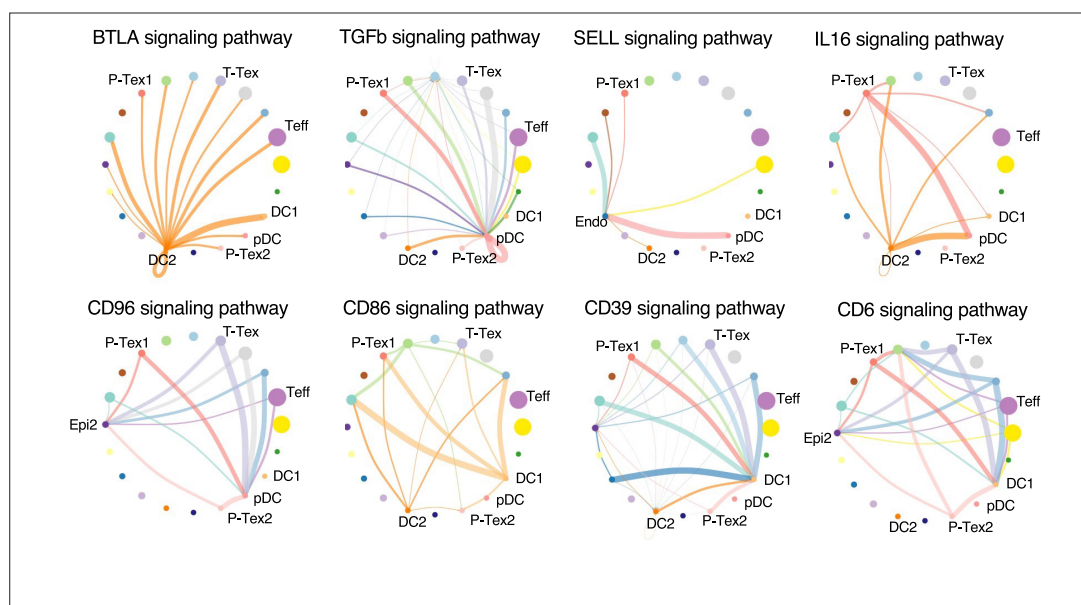 BTLA signaling pathway
P-Tex1
T-Tex
Teff
DC1
pDC
P-Tex2
DC2
TGFb signaling pathway
P-Tex1
T-Tex
Teff
DC1
pDC
P-Tex2
DC2
SELL signaling pathway
P-Tex1
T-Tex
Teff
Endo
DC1
pDC
P-Tex2
DC2
IL16 signaling pathway
P-Tex1
T-Tex
Teff
DC1
pDC
P-Tex2
DC2
CD96 signaling pathway
P-Tex1
T-Tex
Teff
Epi2
DC1
pDC
P-Tex2
CD86 signaling pathway
P-Tex1
T-Tex
Teff
DC1
pDC
P-Tex2
DC2
CD39 signaling pathway
P-Tex1
T-Tex
Teff
DC1
pDC
P-Tex2
DC2
CD6 signaling pathway
P-Tex1
T-Tex
Teff
Epi2
DC1
pDC
P-Tex2
DC2